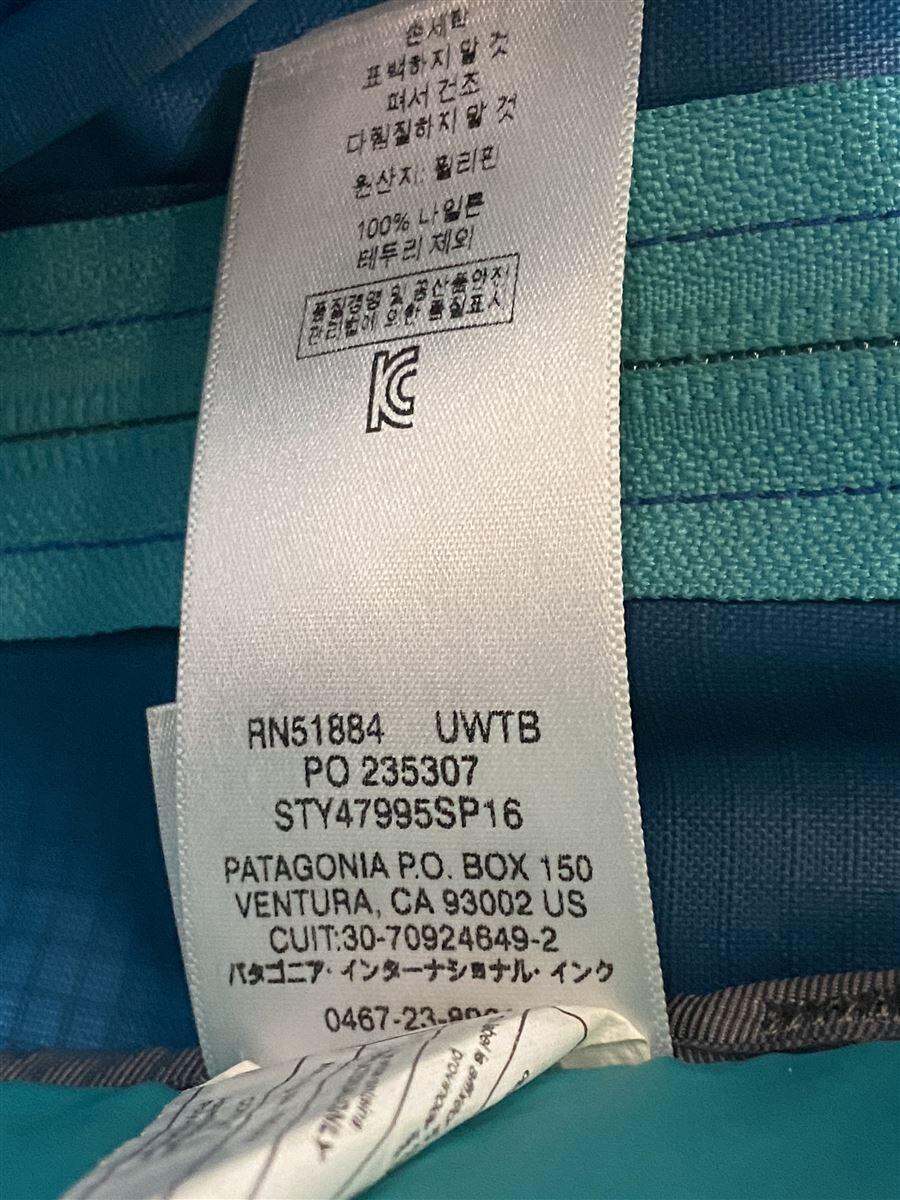 손세탁
표백하지 말 것
펴서 건조
다림질하지 말 것
원산지: 필리핀
100% 나일론
테두리 제외
품질경영 및 공산품안전
관리법에 의한 품질표시
KC
RN51884 UWTB
PO 235307
STY47995SP16
PATAGONIA P.O. BOX 150
VENTURA, CA 93002 US
CUIT:30-70924649-2
パタゴニア・インターナショナル・インク
0467-23-
ONLY